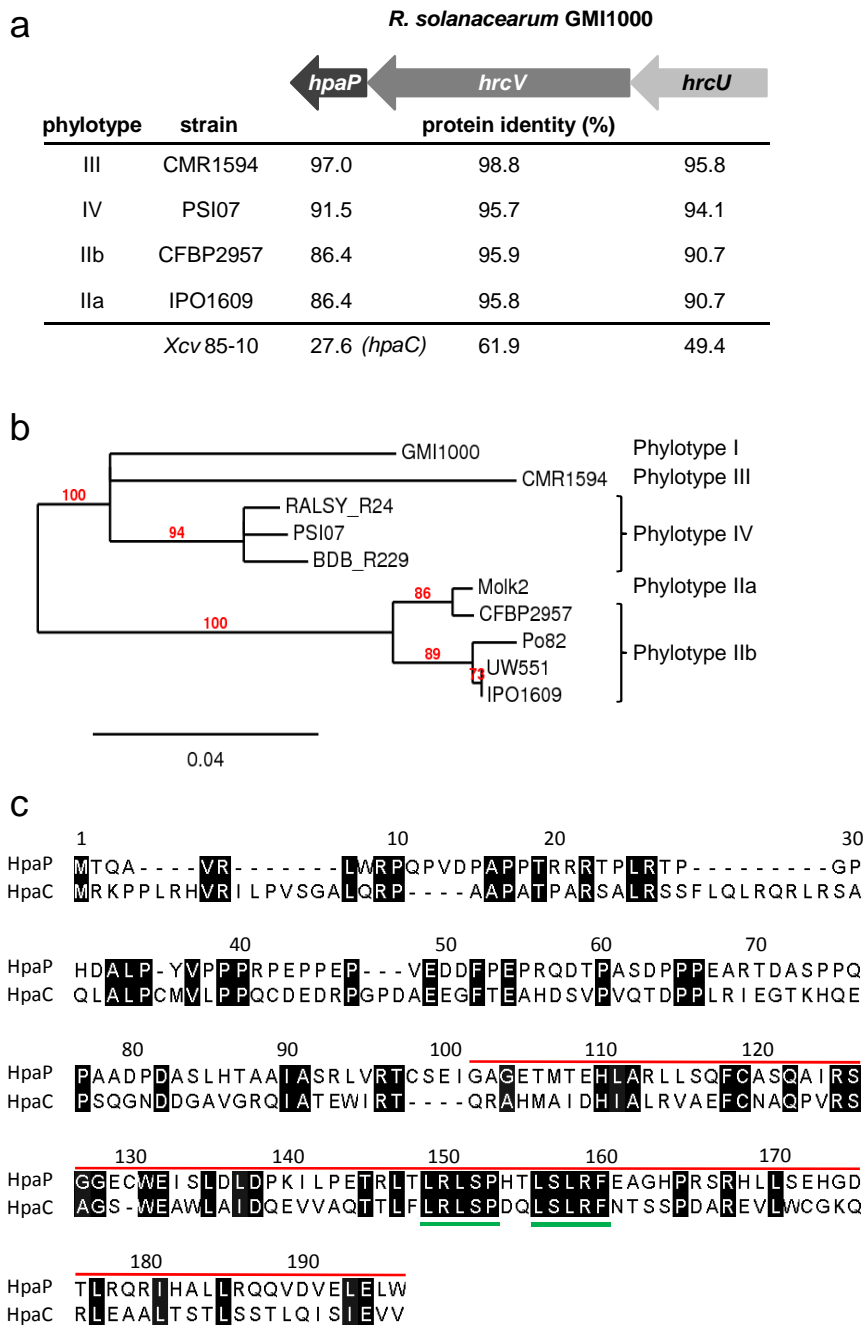 a
R. solanacearum GMI1000
hpaP hrcV hrcU
phylotype strain protein identity (%)
III CMR1594 97.0 98.8 95.8
IV PSI07 91.5 95.7 94.1
IIb CFBP2957 86.4 95.9 90.7
IIa IPO1609 86.4 95.8 90.7
Xcv 85-10 27.6 (hpaC) 61.9 49.4
b
GMI1000 Phylotype I
CMR1594 Phylotype III
100
RALSY_R24
94 PSI07 Phylotype IV
BDB_R229
Molk2 Phylotype IIa
86
CFBP2957
100
Po82
89 Phylotype IIb
UW551
73
IPO1609
0.04
c
1 10 20 30
HpaP MTQA----VR-------LWRPQPVDPAPPTRRRTPLRTP--------GP
HpaC MRKPPLRHVRILPVSGALQRP----AAPATPARSALRSSFLQLRQRLRSA
40 50 60 70
HpaP HDALP-YVPPPRPEPPEP---VEDDFPEPRQDTPASDPPPEARTDASPPQ
HpaC QLALPCMVLPPQCDEDRPGPDAEEGFTEAHDSVPVQTDPPLRIEGTKHQE
80 90 100 110 120
HpaP PAADPDASLHTAAIASRLVRTCSEIGAGETMTEHLARLLSQFCASQAIRS
HpaC PSQGNDDGAVGRQIATEWIRT----QRAHMAIDHIALRVAEFCNAQPVRS
130 140 150 160 170
HpaP GGECWEISLDLDPKILPETRLTLRLSPHTLSLRFEAGHPRSRHLLSEHGD
HpaC AGS-WEAWLAIDQEVVAQTTLFLRLSPDQLSLRFNTSSPDAREVLWCGKQ
180 190
HpaP TLRQRIHALLRQQVDVELELW
HpaC RLEAALTSTLSSTLQISIEVV